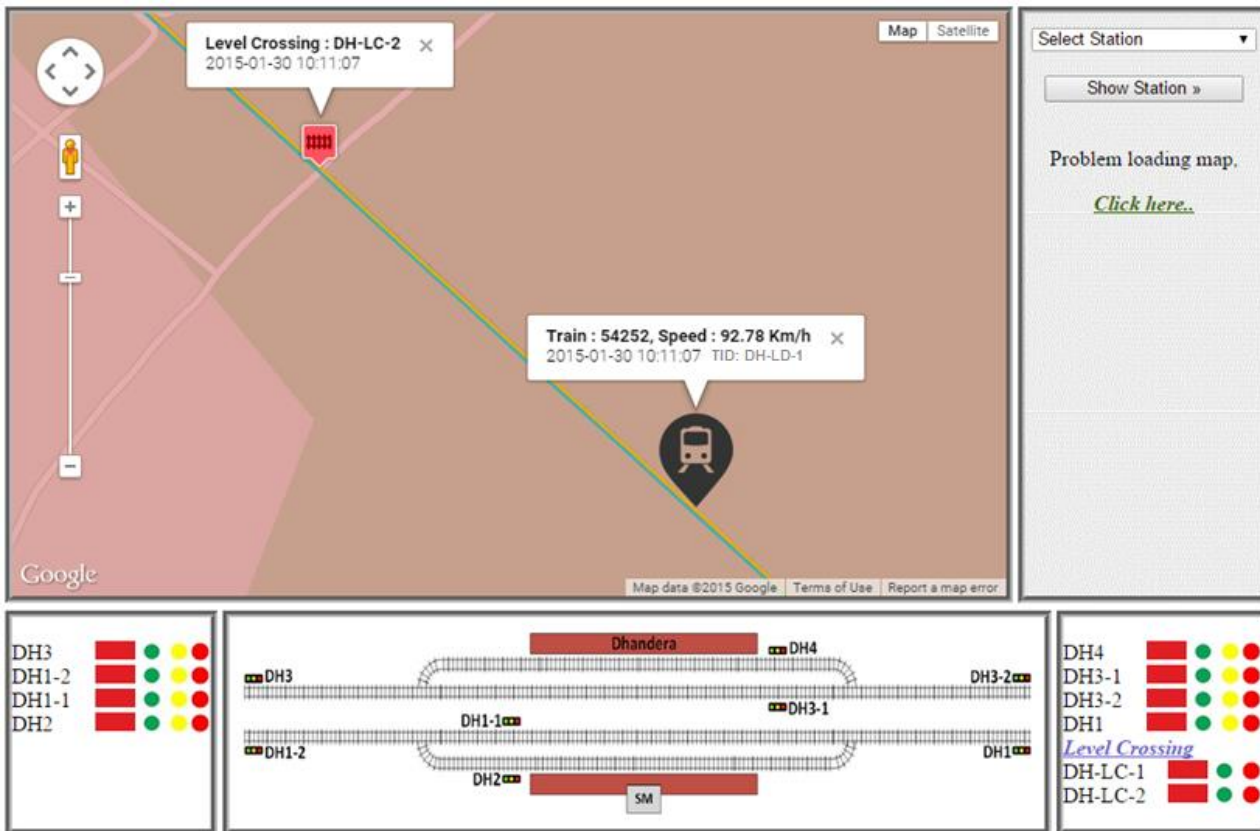 Level Crossing : DH-LC-2
2015-01-30 10:11:07
Map Satellite
Train : 54252, Speed : 92.78 Km/h
2015-01-30 10:11:07 TID: DH-LD-1
Google
Map data ©2015 Google Terms of Use Report a map error
Select Station
Show Station »
Problem loading map,
Click here..
DH3
DH1-2
DH1-1
DH2
Dhandera
DH4
DH3
DH3-2
DH3-1
DH1-1
DH1-2
DH1
DH2
SM
DH4
DH3-1
DH3-2
DH1
Level Crossing
DH-LC-1
DH-LC-2